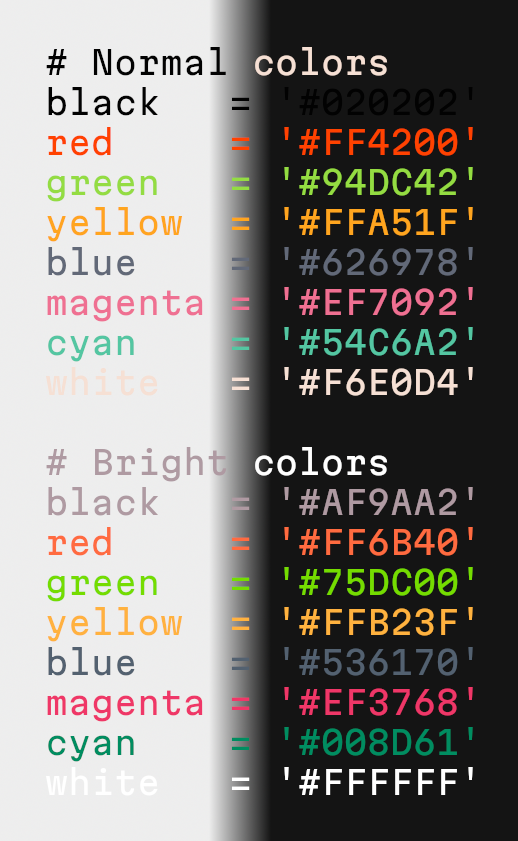 # Normal colors
black   = '#020202'
red     = '#FF4200'
green   = '#94DC42'
yellow  = '#FFA51F'
blue    = '#626978'
magenta = '#EF7092'
cyan    = '#54C6A2'
white   = '#F6E0D4'

# Bright colors
black   = '#AF9AA2'
red     = '#FF6B40'
green   = '#75DC00'
yellow  = '#FFB23F'
blue    = '#536170'
magenta = '#EF3768'
cyan    = '#008D61'
white   = '#FFFFFF'